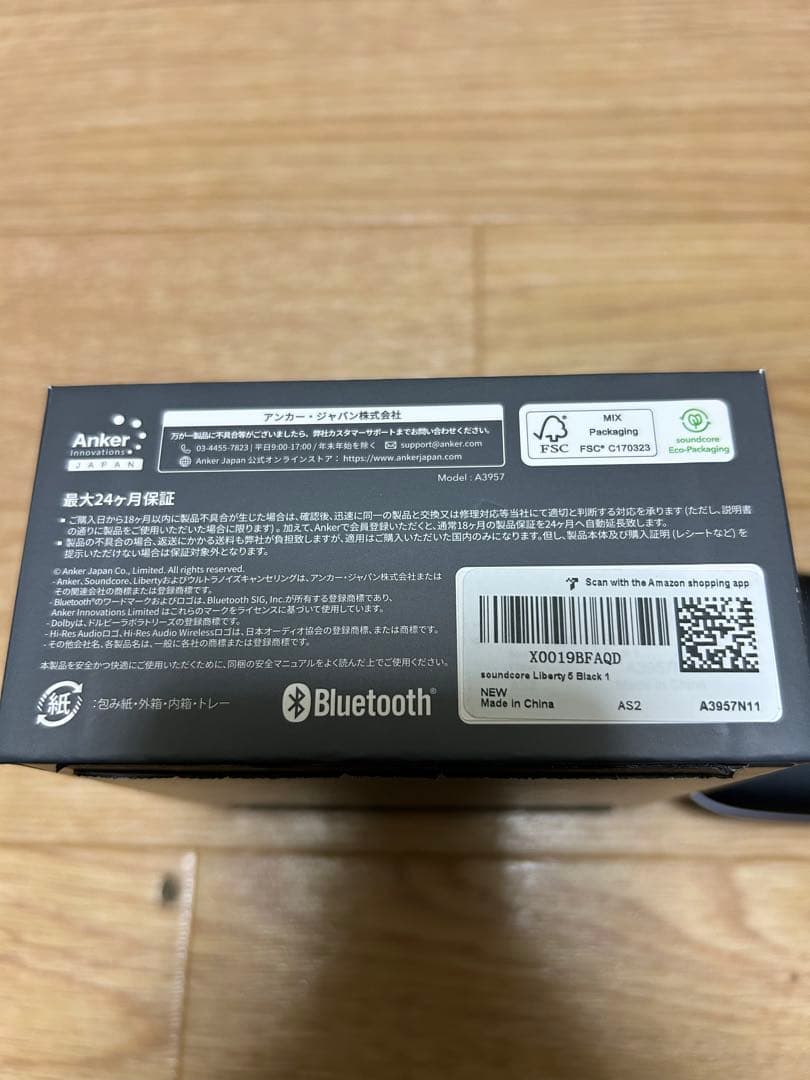 Anker
Innovations
JAPAN
アンカー・ジャパン株式会社
万が一製品に不具合等がございましたら、弊社カスタマーサポートまでお問い合わせください。
03-4455-7823 | 平日9:00-17:00 / 年末年始を除く support@anker.com
Anker Japan 公式オンラインストア：https://www.ankerjapan.com
FSC
MIX
Packaging
FSC® C170323
soundcore
Eco-Packaging
Model : A3957
最大24ヶ月保証
ご購入日から18ヶ月以内に製品不具合が生じた場合は、確認後、迅速に同一の製品と交換又は修理対応等当社にて適切と判断する対応を承ります (ただし、説明書
の通りに製品をご使用いただいた場合に限ります) 。加えて、Ankerで会員登録いただくと、通常18ヶ月の製品保証を24ヶ月へ自動延長致します。
製品の不具合の場合、返送にかかる送料も弊社が負担致しますが、適用はご購入いただいた国内のみになります。但し、製品本体及び購入証明 (レシートなど) を
提示いただけない場合は保証対象外となります。
© Anker Japan Co., Limited. All rights reserved.
- Anker、Soundcore、Libertyおよびウルトラノイズキャンセリングは、アンカー・ジャパン株式会社または
その関連会社の商標または登録商標です。
- Bluetooth®のワードマークおよびロゴは、Bluetooth SIG, Inc.が所有する登録商標であり、
Anker Innovations Limited はこれらのマークをライセンスに基づいて使用しています。
- Dolbyは、ドルビーラボラトリーズの登録商標です。
- Hi-Res Audioロゴ、Hi-Res Audio Wirelessロゴは、日本オーディオ協会の登録商標、または商標です。
- その他会社名、各製品名は、一般に各社の商標または登録商標です。
本製品を安全かつ快適にご使用いただくために、同梱の安全マニュアルをよく読んだ上でご使用ください。
紙
：包み紙・外箱・内箱・トレー
Bluetooth®
Scan with the Amazon shopping app
X0019BFAQD
soundcore Liberty 5 Black 1
NEW
Made in China AS2 A3957N11